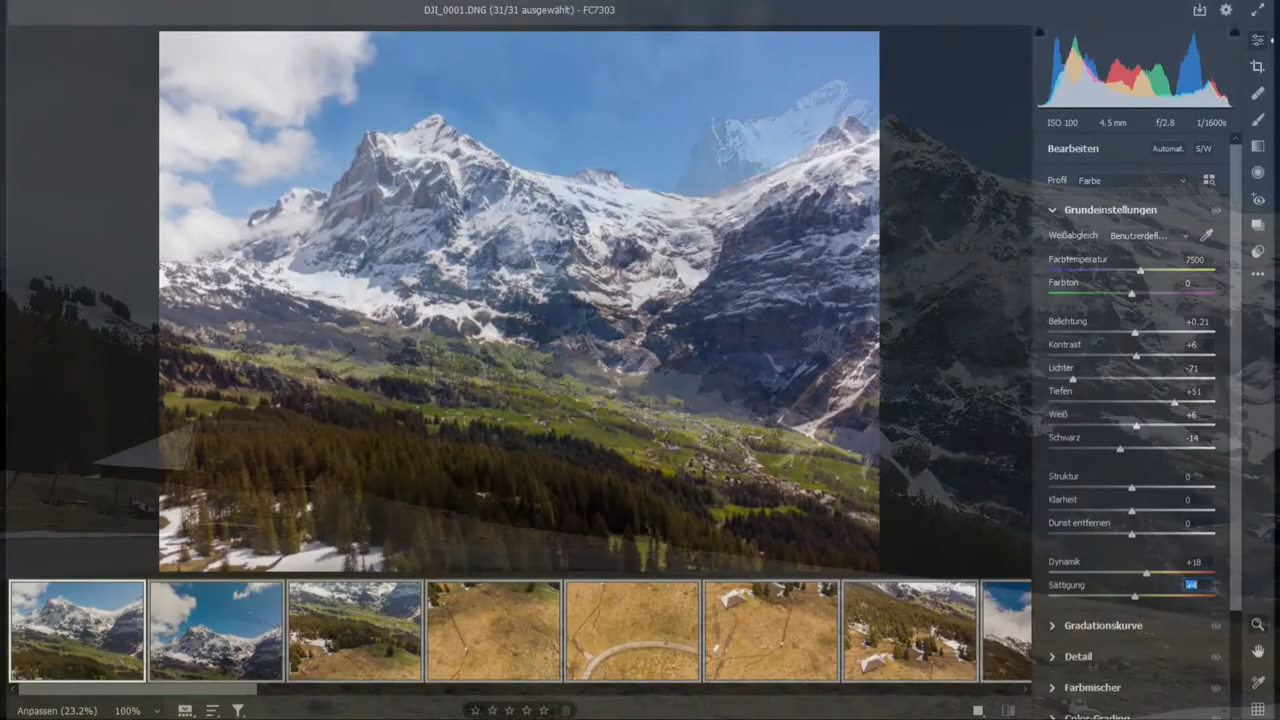 DJI_0001.DNG (31/31 ausgewählt) - FC7303
ISO 100 4.5 mm f/2.8 1/1600s
Bearbeiten Automat. S/W
Profil Farbe
Grundeinstellungen
Weißabgleich Benutzerdefi...
Farbtemperatur 7500
Farbton 0
Belichtung +0.21
Kontrast +6
Lichter -71
Tiefen +51
Weiß +6
Schwarz -14
Struktur 0
Klarheit 0
Dunst entfernen 0
Dynamik +18
Sättigung
Gradationskurve
Detail
Farbmischer
Color-Grading
Anpassen (23.2%) 100%